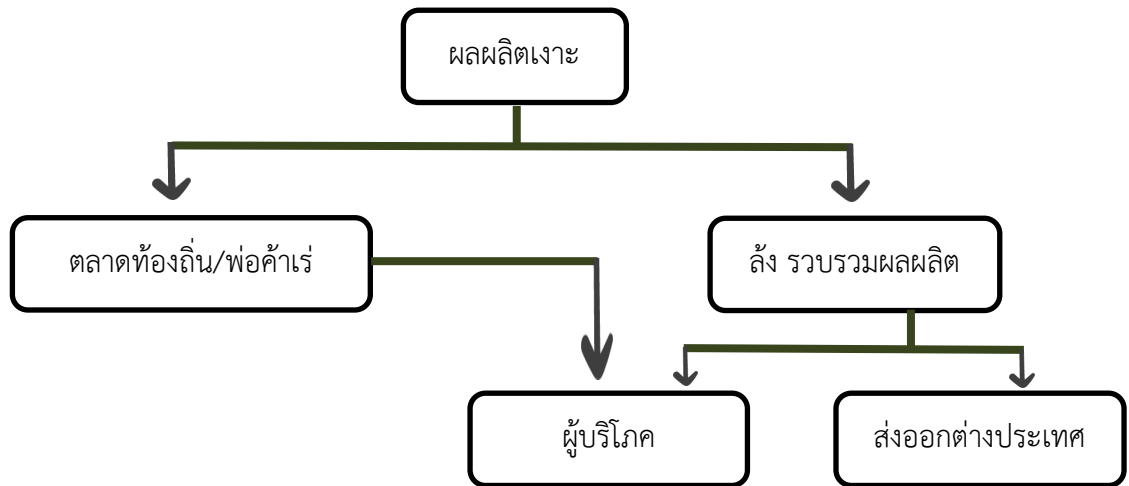 ผลผลิตเงาะ
ตลาดท้องถิ่น/พ่อค้าเร่
ล้ง รวบรวมผลผลิต
ผู้บริโภค
ส่งออกต่างประเทศ